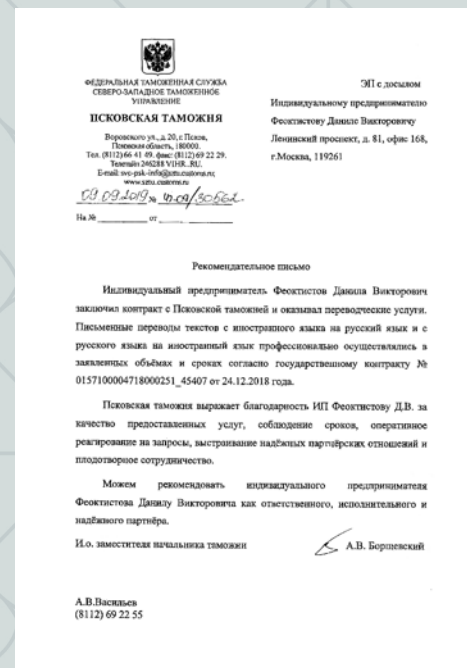 ФЕДЕРАЛЬНАЯ ТАМОЖЕННАЯ СЛУЖБА
СЕВЕРО-ЗАПАДНОЕ ТАМОЖЕННОЕ
УПРАВЛЕНИЕ
ПСКОВСКАЯ ТАМОЖНЯ
Воровского ул., д. 20, г. Псков,
Псковская область, 180000.
Тел. (8112) 66 41 49. факс: (8112) 69 22 29.
Телетайп 246288 VIHR_RU.
E-mail: svc-psk-info@sztu.customs.ru;
www.sztu.customs.ru
09.09.2019 №
На № от
ЭП с досылом
Индивидуальному предпринимателю
Феоктистову Даниле Викторовичу
Ленинский проспект, д. 81, офис 168,
г.Москва, 119261
Рекомендательное письмо
Индивидуальный предприниматель Феоктистов Данила Викторович
заключил контракт с Псковской таможней и оказывал переводческие услуги.
Письменные переводы текстов с иностранного языка на русский язык и с
русского языка на иностранный язык профессионально осуществлялись в
заявленных объёмах и сроках согласно государственному контракту №
0157100004718000251_45407 от 24.12.2018 года.
Псковская таможня выражает благодарность ИП Феоктистову Д.В. за
качество предоставленных услуг, соблюдение сроков, оперативное
реагирование на запросы, выстраивание надёжных партнёрских отношений и
плодотворное сотрудничество.
Можем рекомендовать индивидуального предпринимателя
Феоктистова Данилу Викторовича как ответственного, исполнительного и
надёжного партнёра.
И.о. заместителя начальника таможни
А.В. Борщевский
А.В.Васильев
(8112) 69 22 55